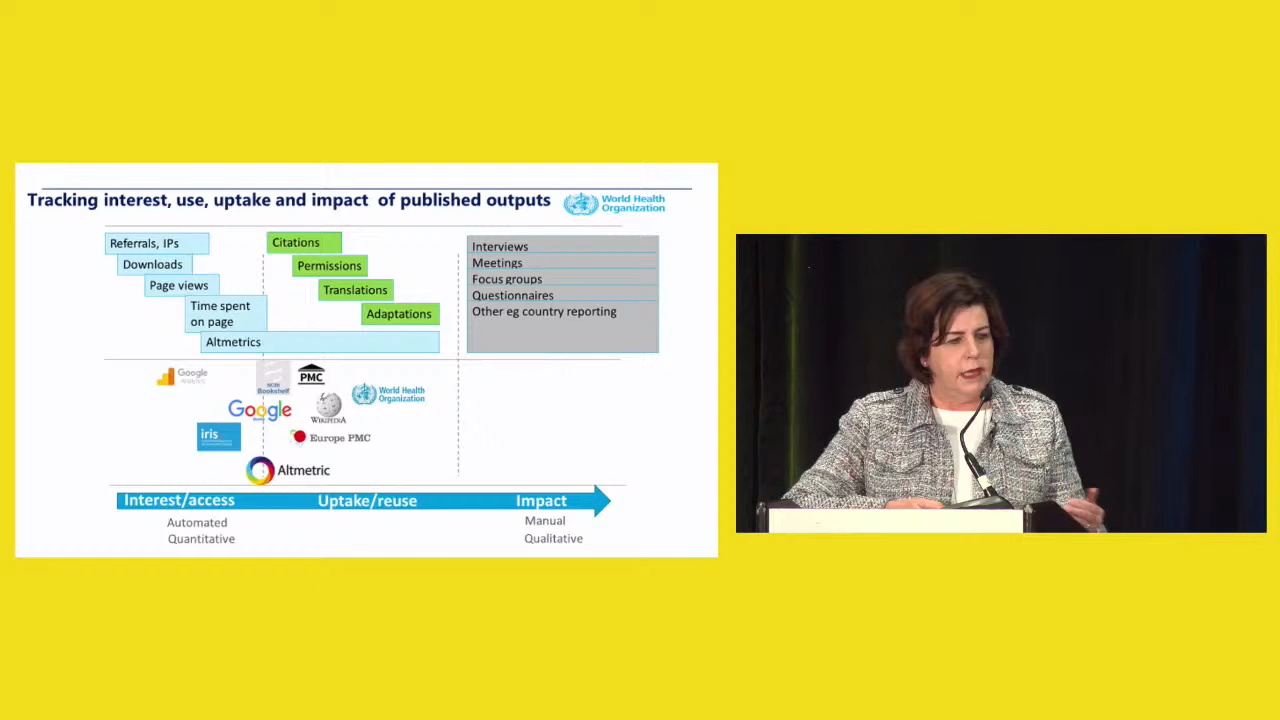 Tracking interest, use, uptake and impact of published outputs
World Health
Organization
Referrals, IPs
Downloads
Page views
Time spent
on page
Altmetrics
Citations
Permissions
Translations
Adaptations
Interviews
Meetings
Focus groups
Questionnaires
Other eg country reporting
Google
Bookshelf
PMC
World Health
Organization
Google
WIKIPEDIA
iris
Europe PMC
Altmetric
Interest/access
Uptake/reuse
Impact
Automated
Quantitative
Manual
Qualitative